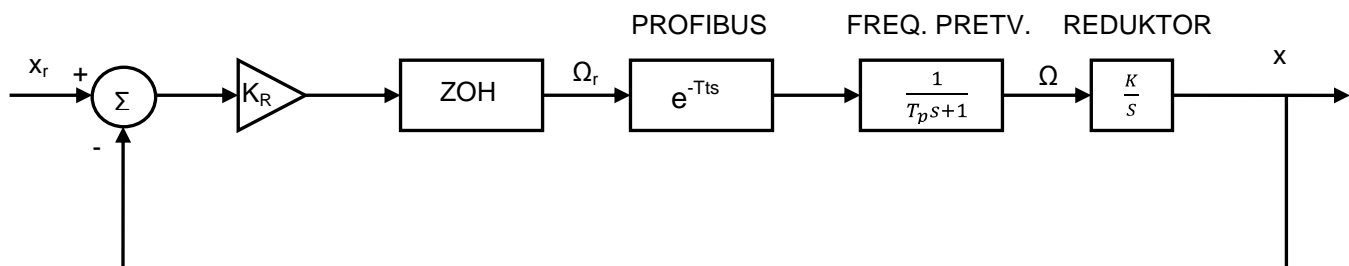 PROFIBUS
FREQ. PRETV.
REDUKTOR
xr
+
Σ
-
KR
ZOH
Ωr
e-Tts
1
Tps+1
Ω
K
S
x